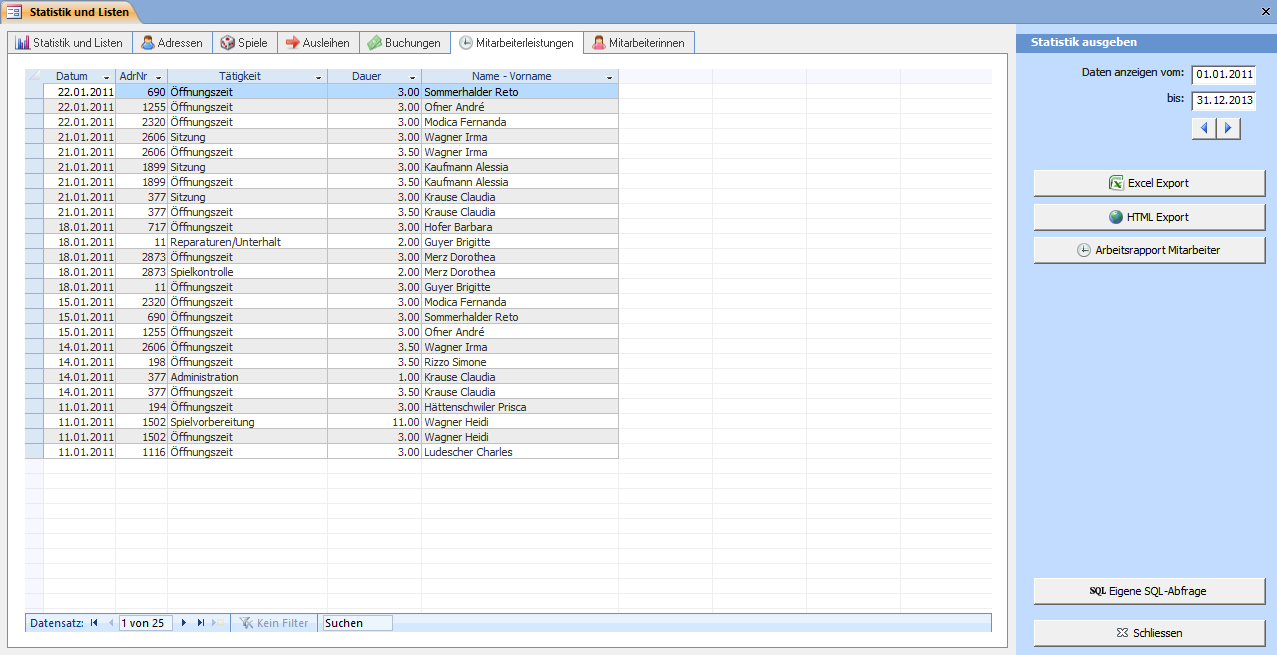 Statistik und Listen
Statistik und Listen Adressen Spiele Ausleihen Buchungen Mitarbeiterleistungen Mitarbeiterinnen
Datum AdrNr Tätigkeit Dauer Name - Vorname
22.01.2011 690 Öffnungszeit 3.00 Sommerhalder Reto
22.01.2011 1255 Öffnungszeit 3.00 Ofner André
22.01.2011 2320 Öffnungszeit 3.00 Modica Fernanda
21.01.2011 2606 Sitzung 3.00 Wagner Irma
21.01.2011 2606 Öffnungszeit 3.50 Wagner Irma
21.01.2011 1899 Sitzung 3.00 Kaufmann Alessia
21.01.2011 1899 Öffnungszeit 3.50 Kaufmann Alessia
21.01.2011 377 Sitzung 3.00 Krause Claudia
21.01.2011 377 Öffnungszeit 3.50 Krause Claudia
18.01.2011 717 Öffnungszeit 3.00 Hofer Barbara
18.01.2011 11 Reparaturen/Unterhalt 2.00 Guyer Brigitte
18.01.2011 2873 Öffnungszeit 3.00 Merz Dorothea
18.01.2011 2873 Spielkontrolle 2.00 Merz Dorothea
18.01.2011 11 Öffnungszeit 3.00 Guyer Brigitte
15.01.2011 2320 Öffnungszeit 3.00 Modica Fernanda
15.01.2011 690 Öffnungszeit 3.00 Sommerhalder Reto
15.01.2011 1255 Öffnungszeit 3.00 Ofner André
14.01.2011 2606 Öffnungszeit 3.50 Wagner Irma
14.01.2011 198 Öffnungszeit 3.50 Rizzo Simone
14.01.2011 377 Administration 1.00 Krause Claudia
14.01.2011 377 Öffnungszeit 3.50 Krause Claudia
11.01.2011 194 Öffnungszeit 3.00 Hättenschwiler Prisca
11.01.2011 1502 Spielvorbereitung 11.00 Wagner Heidi
11.01.2011 1502 Öffnungszeit 3.00 Wagner Heidi
11.01.2011 1116 Öffnungszeit 3.00 Ludescher Charles
Datensatz: 1 von 25 Kein Filter Suchen
Statistik ausgeben
Daten anzeigen vom: 01.01.2011
bis: 31.12.2013
Excel Export
HTML Export
Arbeitsrapport Mitarbeiter
SQL Eigene SQL-Abfrage
Schliessen